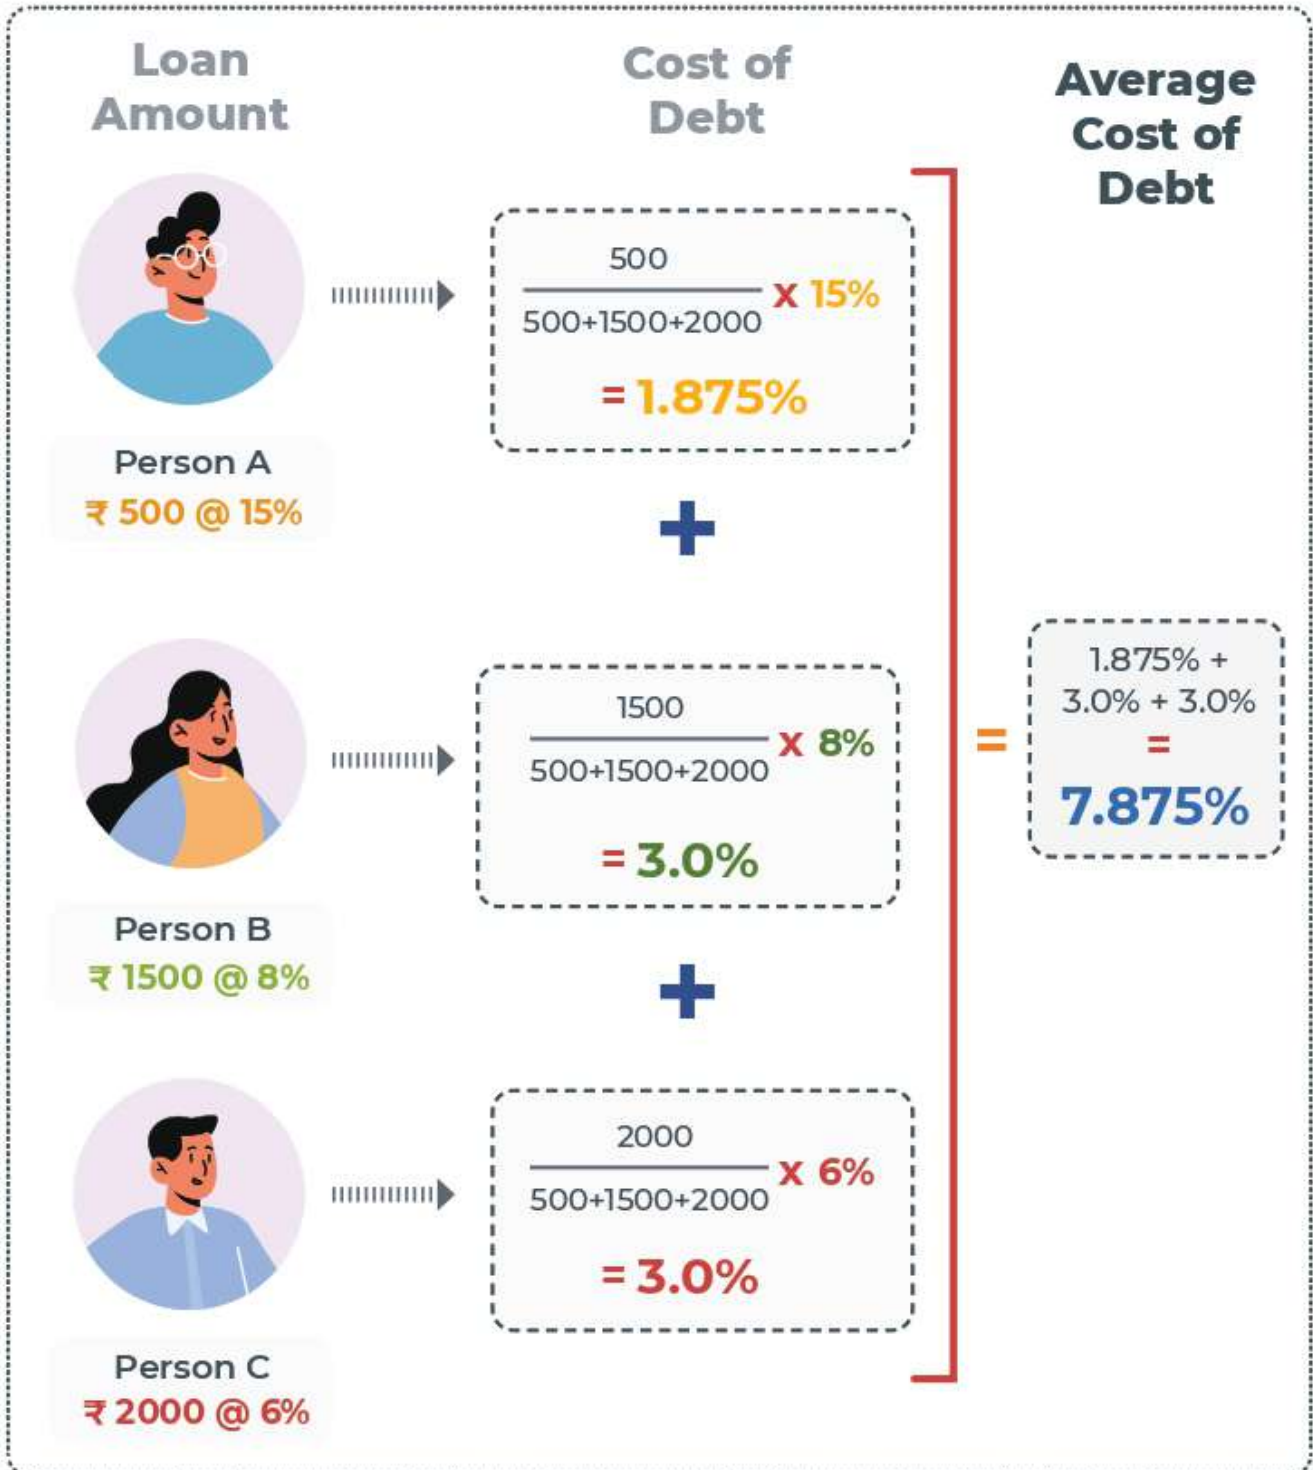 Loan
Amount
Cost of
Debt
Average
Cost of
Debt
500
500+1500+2000
x 15%
= 1.875%
Person A
₹ 500 @ 15%
+
1500
500+1500+2000
x 8%
= 3.0%
Person B
₹ 1500 @ 8%
+
2000
500+1500+2000
x 6%
= 3.0%
Person C
₹ 2000 @ 6%
=
1.875% +
3.0% + 3.0%
=
7.875%